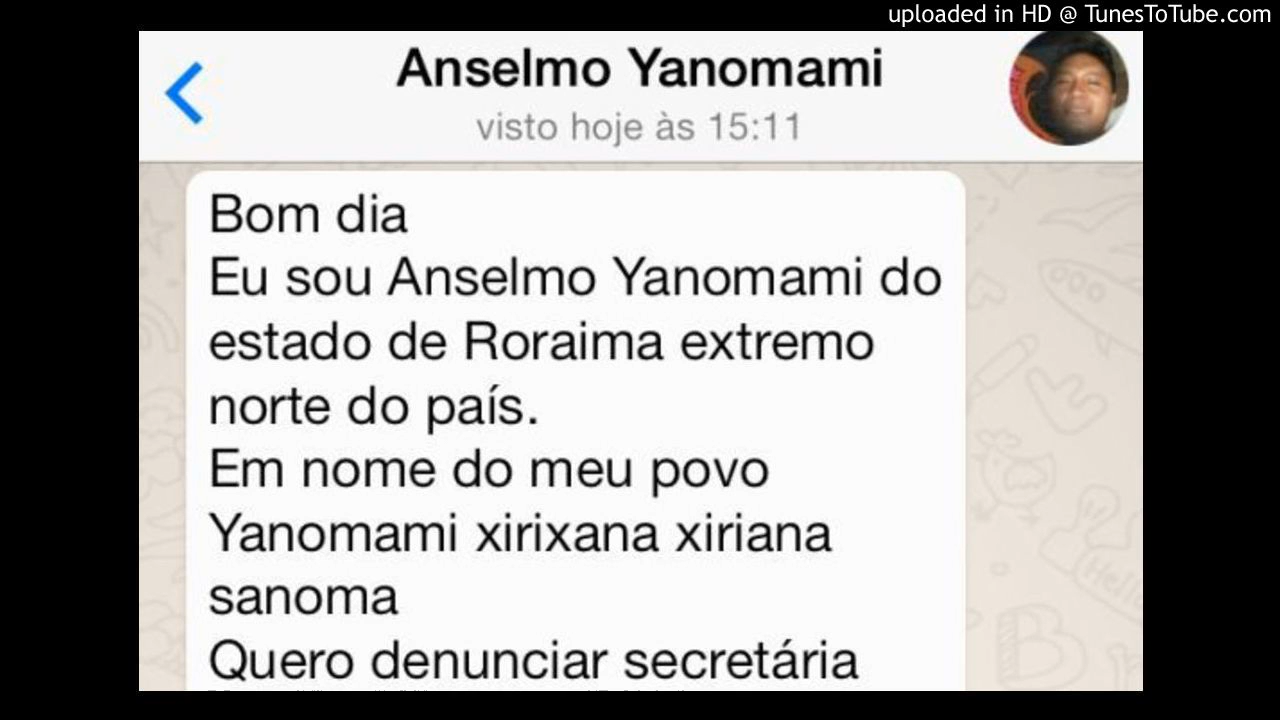 uploaded in HD @ TunesToTube.com
Anselmo Yanomami
visto hoje às 15:11
Bom dia
Eu sou Anselmo Yanomami do
estado de Roraima extremo
norte do país.
Em nome do meu povo
Yanomami xirixana xiriana
sanoma
Quero denunciar secretária